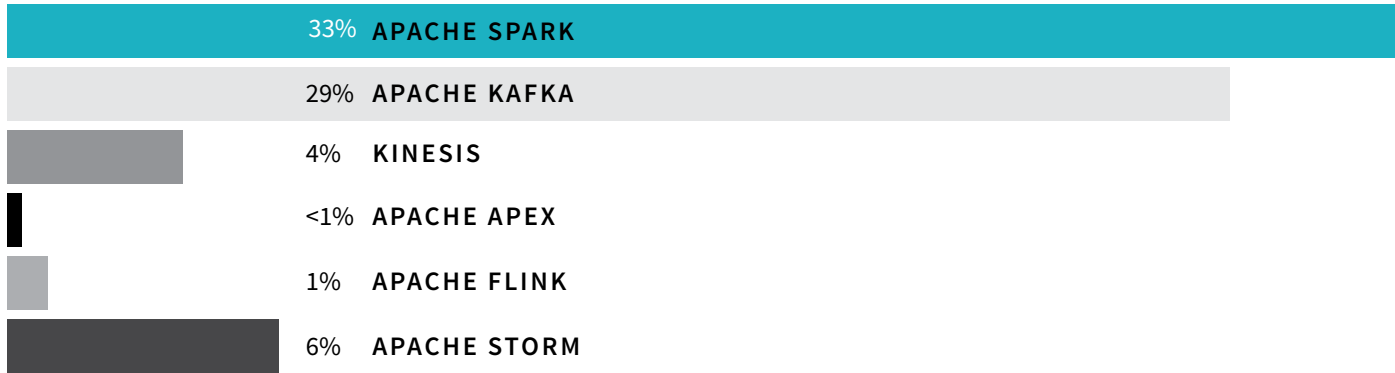 33% APACHE SPARK
29% APACHE KAFKA
4% KINESIS
<1% APACHE APEX
1% APACHE FLINK
6% APACHE STORM